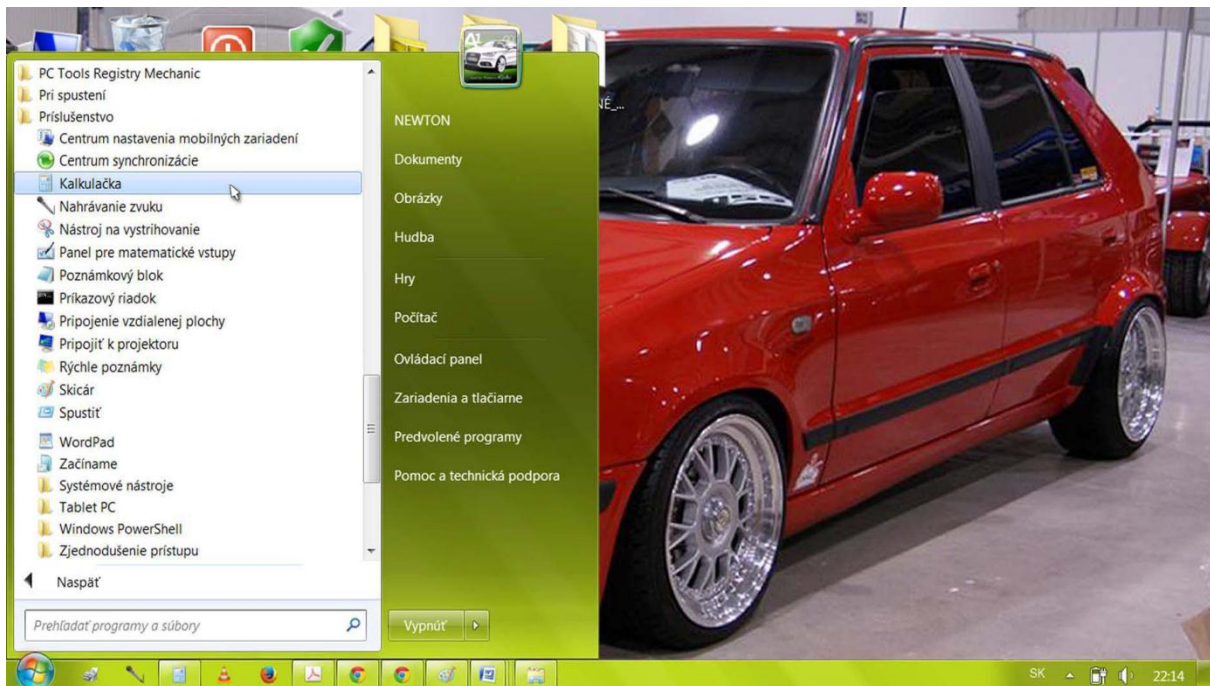 PC Tools Registry Mechanic
Pri spustení
Príslušenstvo
Centrum nastavenia mobilných zariadení
Centrum synchronizácie
Kalkulačka
Nahrávanie zvuku
Nástroj na vystrihovanie
Panel pre matematické vstupy
Poznámkový blok
Príkazový riadok
Pripojenie vzdialenej plochy
Pripojiť k projektoru
Rýchle poznámky
Skicár
Spustiť
WordPad
Začíname
Systémové nástroje
Tablet PC
Windows PowerShell
Zjednodušenie prístupu
Naspäť
Prehľadať programy a súbory
NEWTON
Dokumenty
Obrázky
Hudba
Hry
Počítač
Ovládací panel
Zariadenia a tlačiarne
Predvolené programy
Pomoc a technická podpora
Vypnúť
NÉ_...
SK
22:14